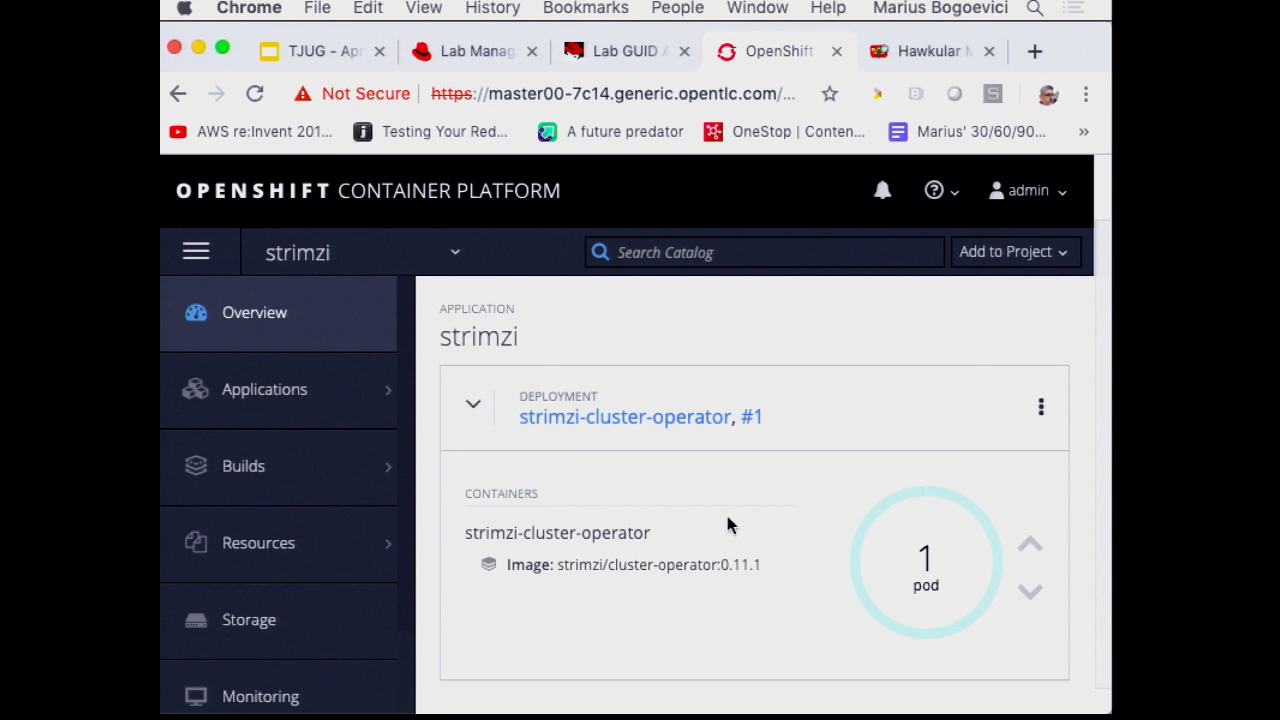 Chrome File Edit View History Bookmarks People Window Help Marius Bogoevici
TJUG - Apr Lab Manag Lab GUID OpenShift Hawkular M
Not Secure https://master00-7c14.generic.opentlc.com/...
AWS re:Invent 201... Testing Your Red... A future predator OneStop | Conten... Marius' 30/60/90... »
OPENSHIFT CONTAINER PLATFORM admin
strimzi Search Catalog Add to Project
Overview
Applications
Builds
Resources
Storage
Monitoring
APPLICATION
strimzi
DEPLOYMENT
strimzi-cluster-operator, #1
CONTAINERS
strimzi-cluster-operator
Image: strimzi/cluster-operator:0.11.1
1
pod